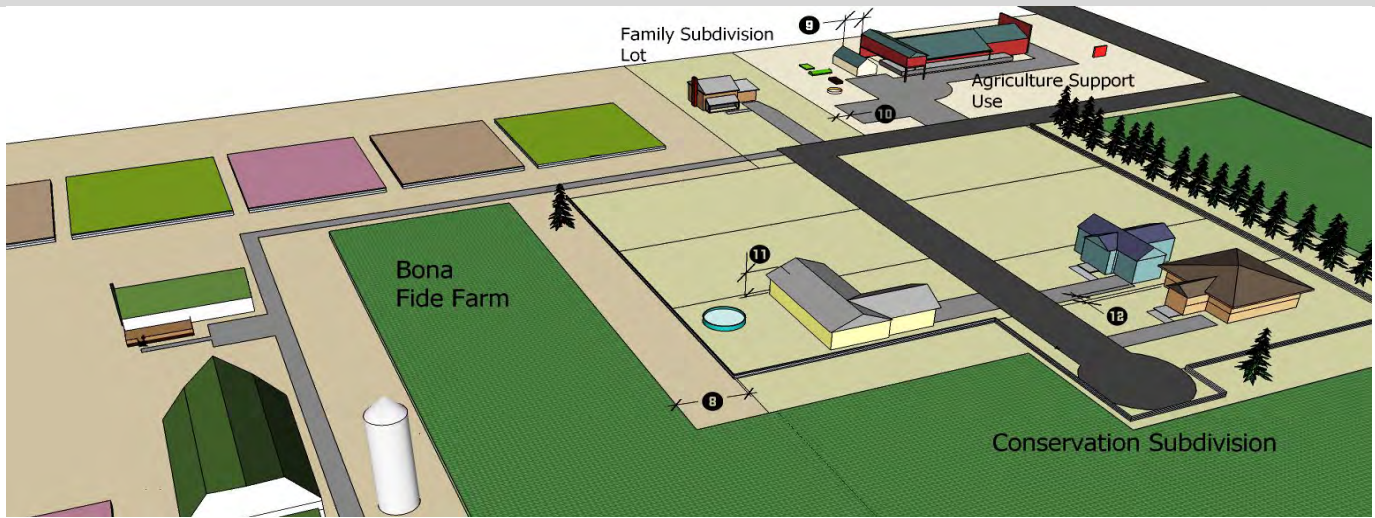 9
Family Subdivision
Lot
Agriculture Support
Use
10
Bona
Fide Farm
11
12
8
Conservation Subdivision